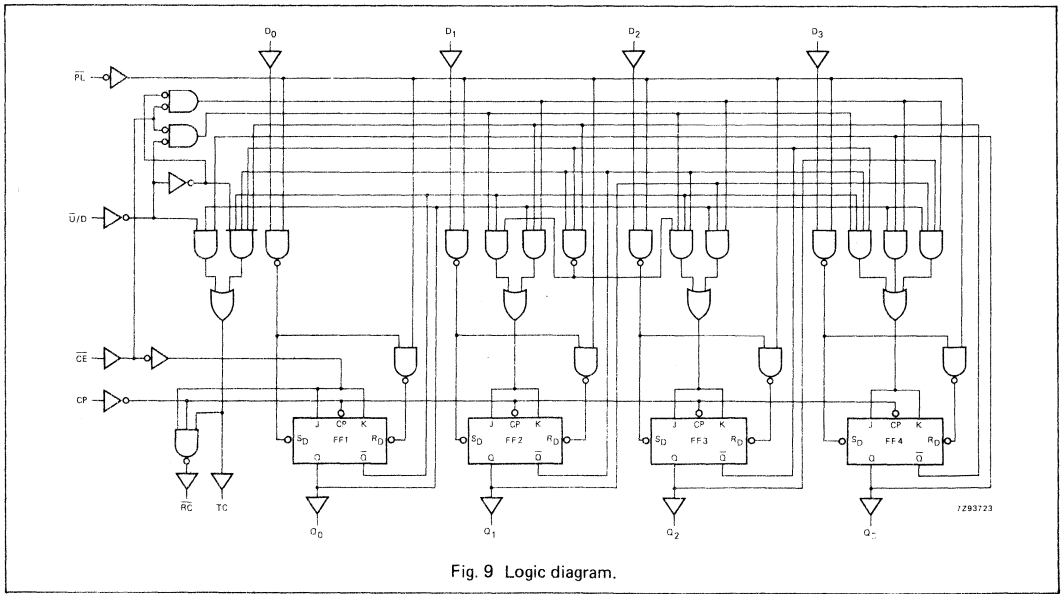 D0 D1 D2 D3
PL
U/D
CE
CP
J CP K J CP K J CP K J CP K
SD FF1 RD SD FF2 RD SD FF3 RD SD FF4 RD
Q Q Q Q Q Q Q Q
RC TC
Q0 Q1 Q2
7Z93723
Fig. 9 Logic diagram.